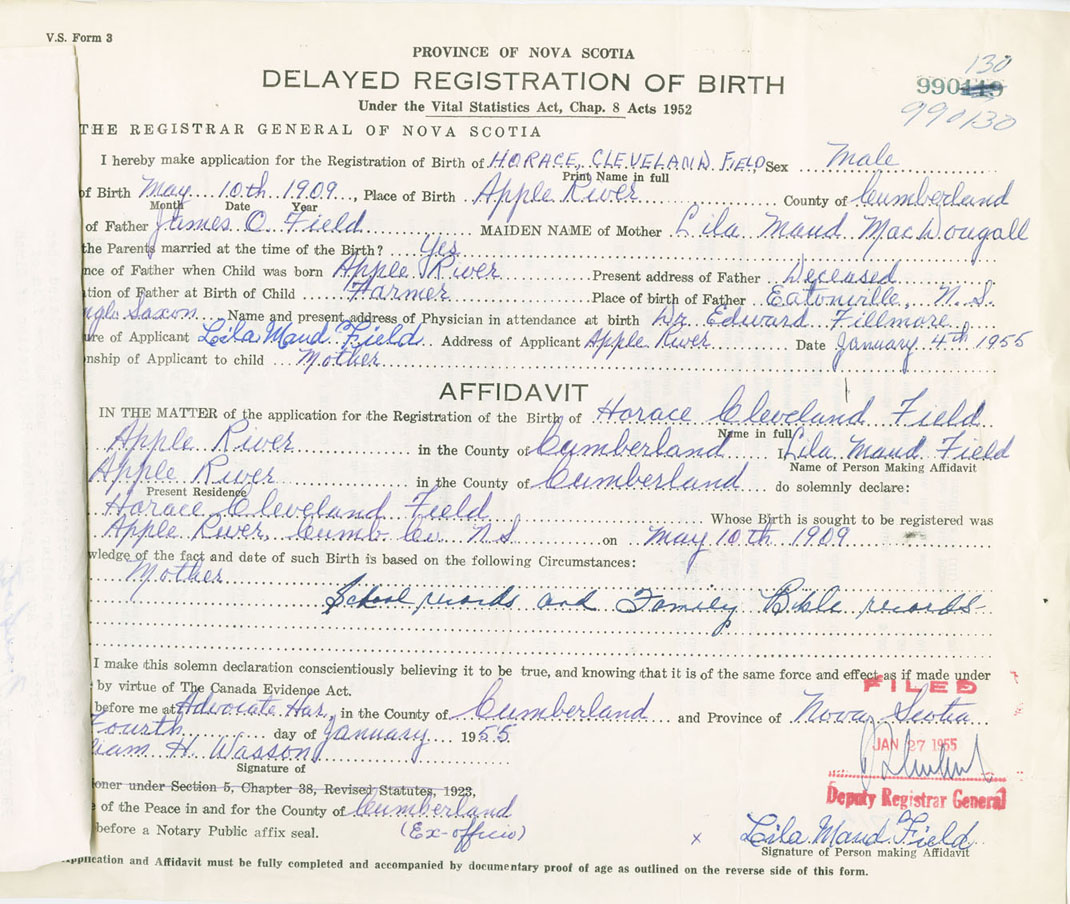 V.S. Form 3
PROVINCE OF NOVA SCOTIA
DELAYED REGISTRATION OF BIRTH
Under the Vital Statistics Act, Chap. 8 Acts 1952
130
990119
990130
THE REGISTRAR GENERAL OF NOVA SCOTIA
I hereby make application for the Registration of Birth of HORACE CLEVELAND FIELD Sex Male
Print Name in full
of Birth May 10th 1909, Place of Birth Apple River County of Cumberland
Month Date Year
of Father James O. Field MAIDEN NAME of Mother Lila Maud MacDougall
the Parents married at the time of the Birth? Yes
nce of Father when Child was born Apple River Present address of Father Deceased
tion of Father at Birth of Child Farmer Place of birth of Father Eatonville, N.S.
nglo Saxon Name and present address of Physician in attendance at birth Dr. Edward Fillmore
ure of Applicant Lila Maud Field Address of Applicant Apple River Date January 4th 1955
onship of Applicant to child Mother
AFFIDAVIT
IN THE MATTER of the application for the Registration of the Birth of Horace Cleveland Field
Name in full
Apple River in the County of Cumberland I Lila Maud Field
Name of Person Making Affidavit
Apple River in the County of Cumberland do solemnly declare:
Present Residence
Horace Cleveland Field Whose Birth is sought to be registered was
Apple River, Cumb Co N S on May 10th 1909
wledge of the fact and date of such Birth is based on the following Circumstances:
Mother
School records and Family Bible records
I make this solemn declaration conscientiously believing it to be true, and knowing that it is of the same force and effect as if made under
by virtue of The Canada Evidence Act.
FILED
before me at Advocate Har, in the County of Cumberland and Province of Nova Scotia
Fourth day of January 1955
JAN 27 1955
liam H. Wasson
Signature of
oner under Section 5, Chapter 38, Revised Statutes, 1923,
Deputy Registrar General
e of the Peace in and for the County of Cumberland
before a Notary Public affix seal. (Ex-officio)
x Lila Maud Field
Signature of Person making Affidavit
Application and Affidavit must be fully completed and accompanied by documentary proof of age as outlined on the reverse side of this form.